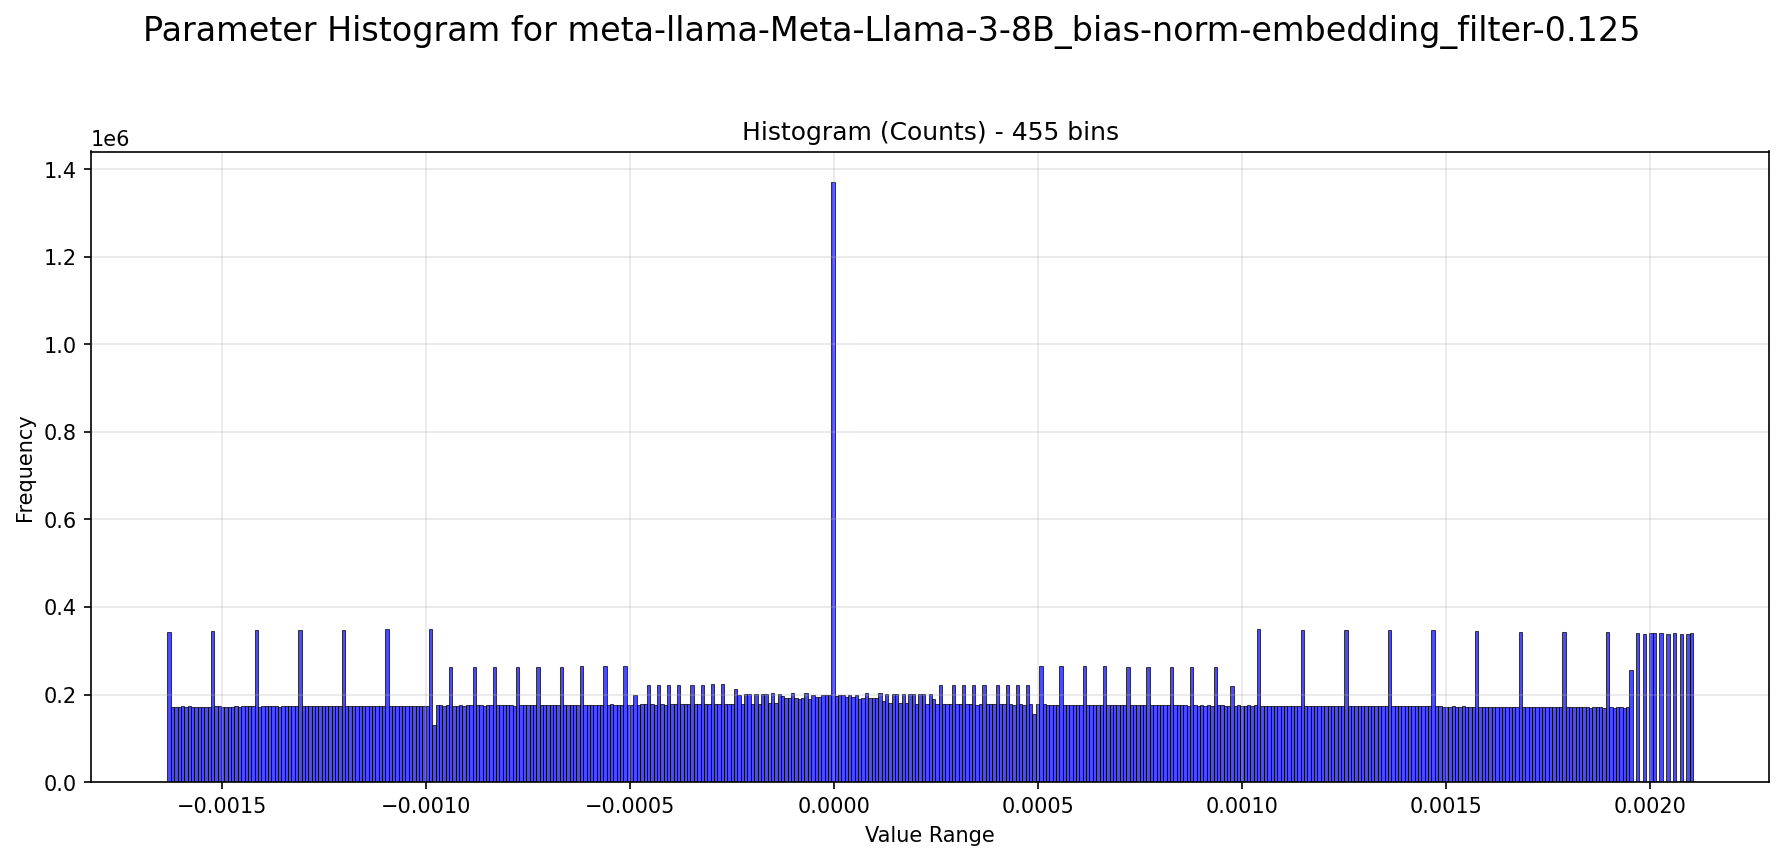 Parameter Histogram for meta-llama-Meta-Llama-3-8B_bias-norm-embedding_filter-0.125
Histogram (Counts) - 455 bins
1e6
1.4
1.2
1.0
0.8
0.6
0.4
0.2
0.0
Frequency
−0.0015 −0.0010 −0.0005 0.0000 0.0005 0.0010 0.0015 0.0020
Value Range